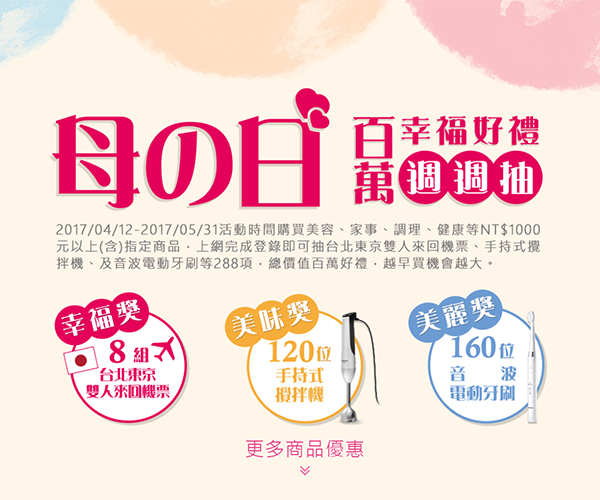 母の日
百萬
幸福好禮
週週抽
2017/04/12-2017/05/31活動時間購買美容、家事、調理、健康等NT$1000
元以上(含)指定商品，上網完成登錄即可抽台北東京雙人來回機票、手持式攪
拌機、及音波電動牙刷等288項，總價值百萬好禮，越早買機會越大。
幸福獎
8組
台北東京
雙人來回機票
美味獎
120位
手持式
攪拌機
美麗獎
160位
音波
電動牙刷
更多商品優惠